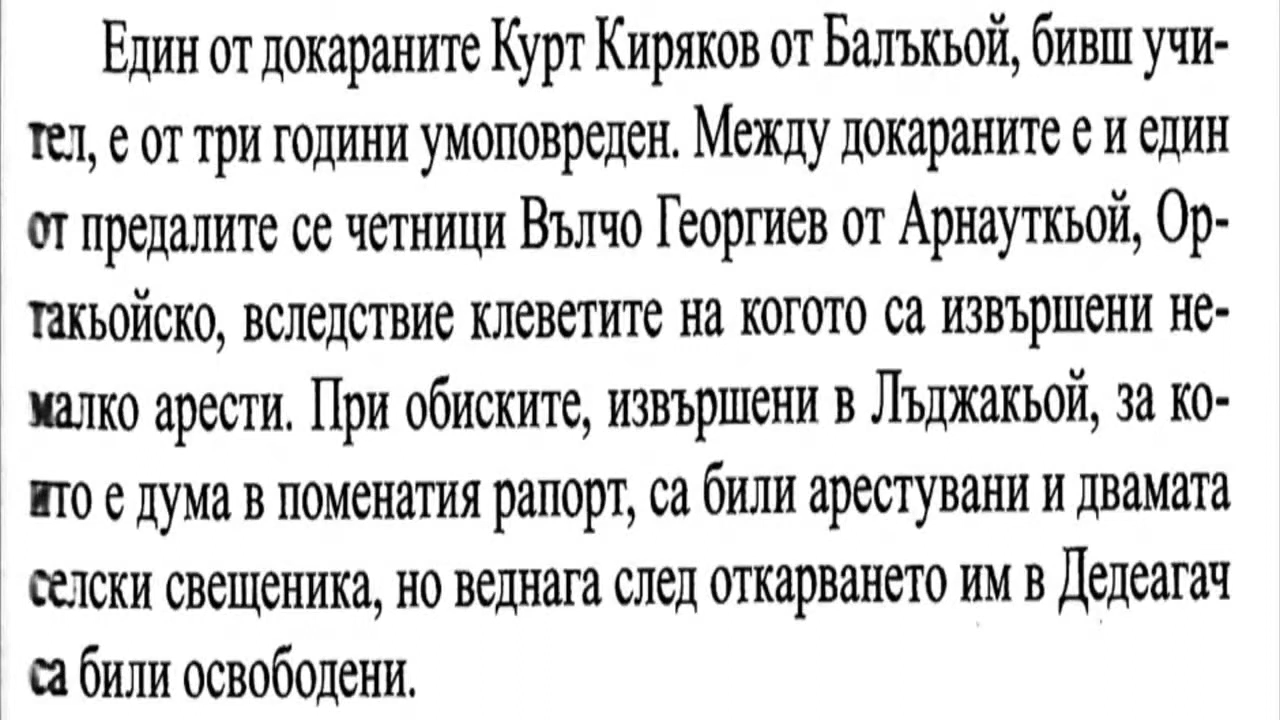 Един от докараните Курт Киряков от Балъкьой, бивш учи-
тел, е от три години умоповреден. Между докараните е и един
от предалите се четници Вълчо Георгиев от Арнауткьой, Ор-
такьойско, вследствие клеветите на когото са извършени не-
малко арести. При обиските, извършени в Лъджакьой, за ко-
ито е дума в поменатия рапорт, са били арестувани и двамата
селски свещеника, но веднага след откарването им в Дедеагач
са били освободени.